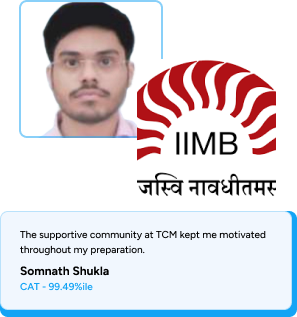 IIMB
जस्वि नावधीतमस
The supportive community at TCM kept me motivated
throughout my preparation.
Somnath Shukla
CAT - 99.49%ile